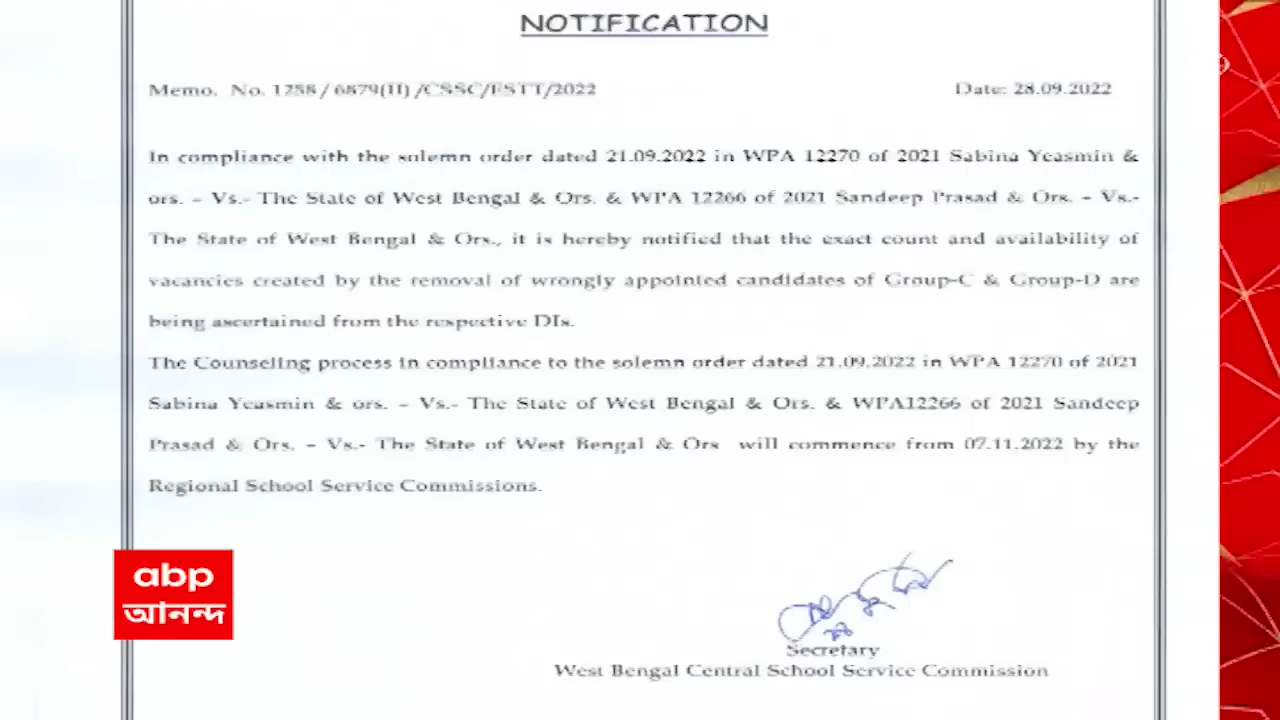 NOTIFICATION
Memo. No. 1288 / 6879(II) /CSSC/ESTT/2022 Date: 28.09.2022
In compliance with the solemn order dated 21.09.2022 in WPA 12270 of 2021 Sabina Yeasmin &
ors. – Vs.- The State of West Bengal & Ors. & WPA 12266 of 2021 Sandeep Prasad & Ors. – Vs.-
The State of West Bengal & Ors., it is hereby notified that the exact count and availability of
vacancies created by the removal of wrongly appointed candidates of Group-C & Group-D are
being ascertained from the respective DIs.
The Counseling process in compliance to the solemn order dated 21.09.2022 in WPA 12270 of 2021
Sabina Yeasmin & ors. – Vs.- The State of West Bengal & Ors. & WPA12266 of 2021 Sandeep
Prasad & Ors. – Vs.- The State of West Bengal & Ors will commence from 07.11.2022 by the
Regional School Service Commissions.
abp
আনন্দ
Secretary
West Bengal Central School Service Commission